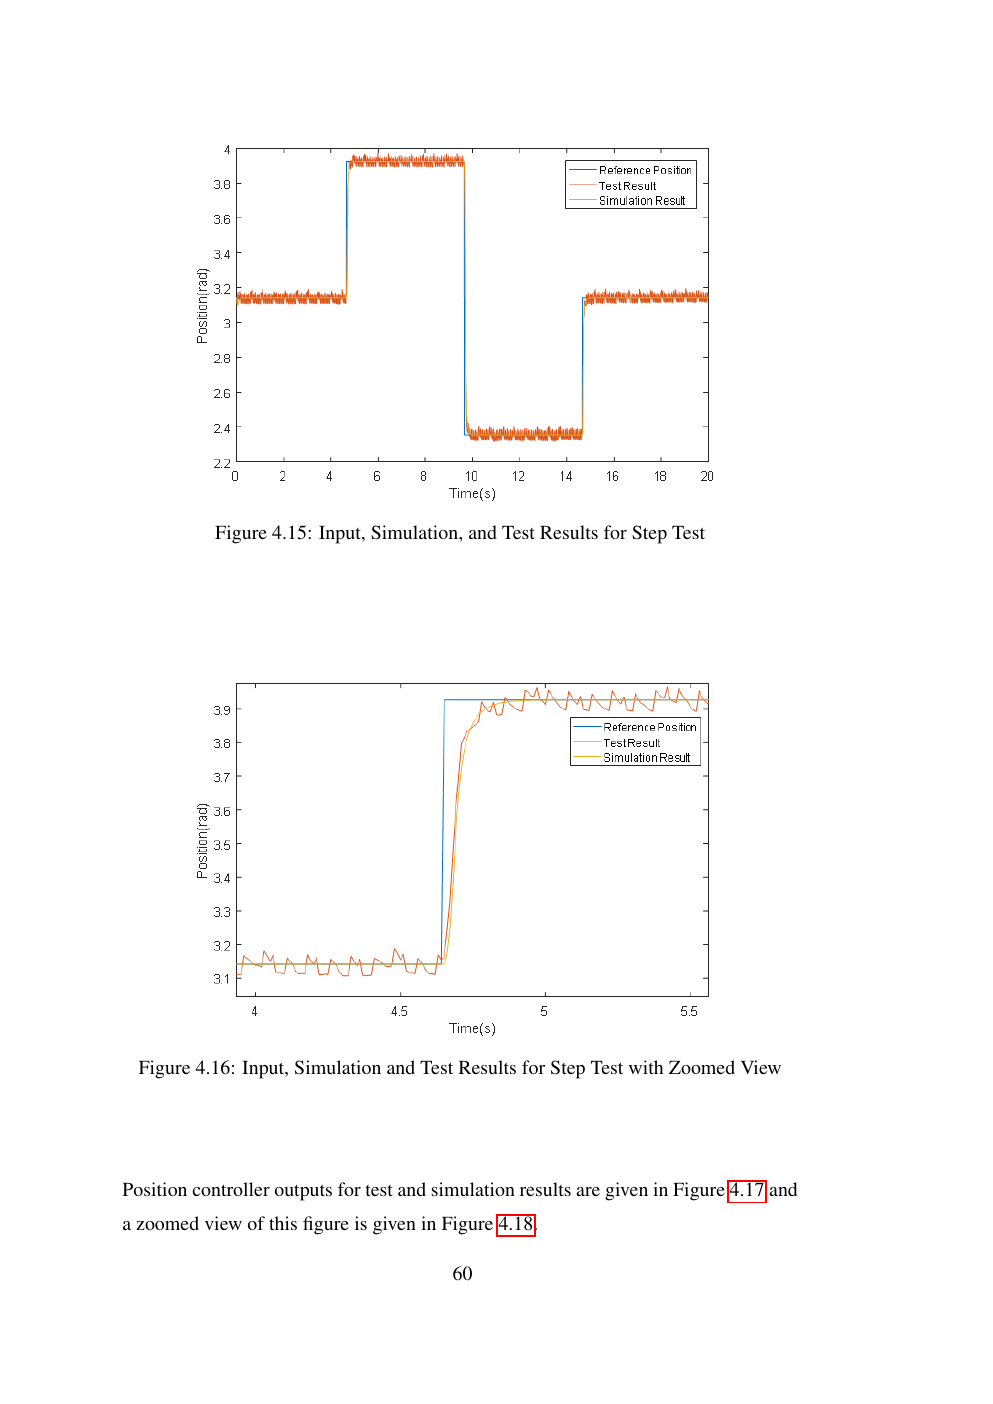 4
3.8
3.6
3.4
3.2
3
2.8
2.6
2.4
2.2
Position(rad)
Reference Position
Test Result
Simulation Result
0 2 4 6 8 10 12 14 16 18 20
Time(s)
Figure 4.15: Input, Simulation, and Test Results for Step Test
3.9
3.8
3.7
3.6
3.5
3.4
3.3
3.2
3.1
Position(rad)
Reference Position
Test Result
Simulation Result
4 4.5 5 5.5
Time(s)
Figure 4.16: Input, Simulation and Test Results for Step Test with Zoomed View
Position controller outputs for test and simulation results are given in Figure 4.17 and
a zoomed view of this figure is given in Figure 4.18.
60